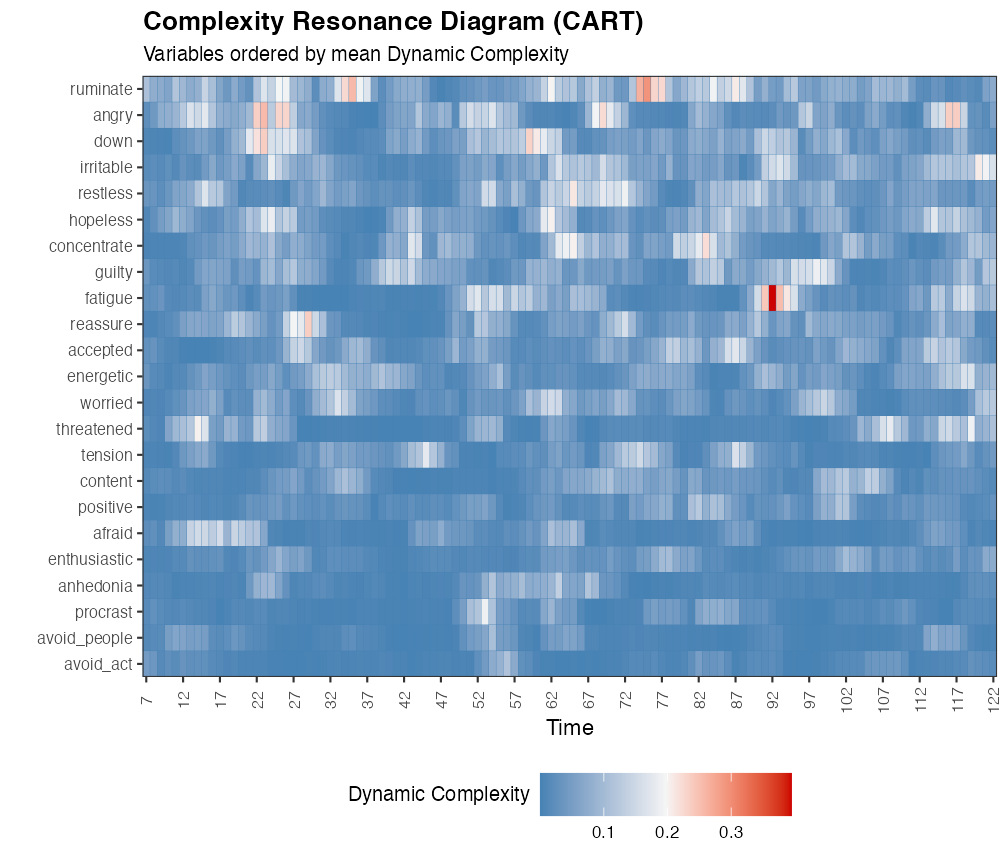 Complexity Resonance Diagram (CART)
Variables ordered by mean Dynamic Complexity
ruminate
angry
down
irritable
restless
hopeless
concentrate
guilty
fatigue
reassure
accepted
energetic
worried
threatened
tension
content
positive
afraid
enthusiastic
anhedonia
procrast
avoid_people
avoid_act
7 12 17 22 27 32 37 42 47 52 57 62 67 72 77 82 87 92 97 102 107 112 117 122
Time
Dynamic Complexity
0.1 0.2 0.3